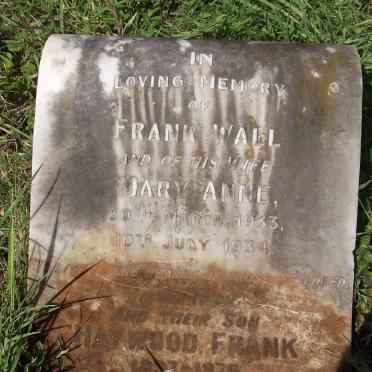 IN
LOVING MEMORY
OF
FRANK WALL
AND OF HIS WIFE
MARY ANNE,
20TH MARCH, 1933,
10TH JULY 1934
AND THEIR SON
HAYWOOD FRANK